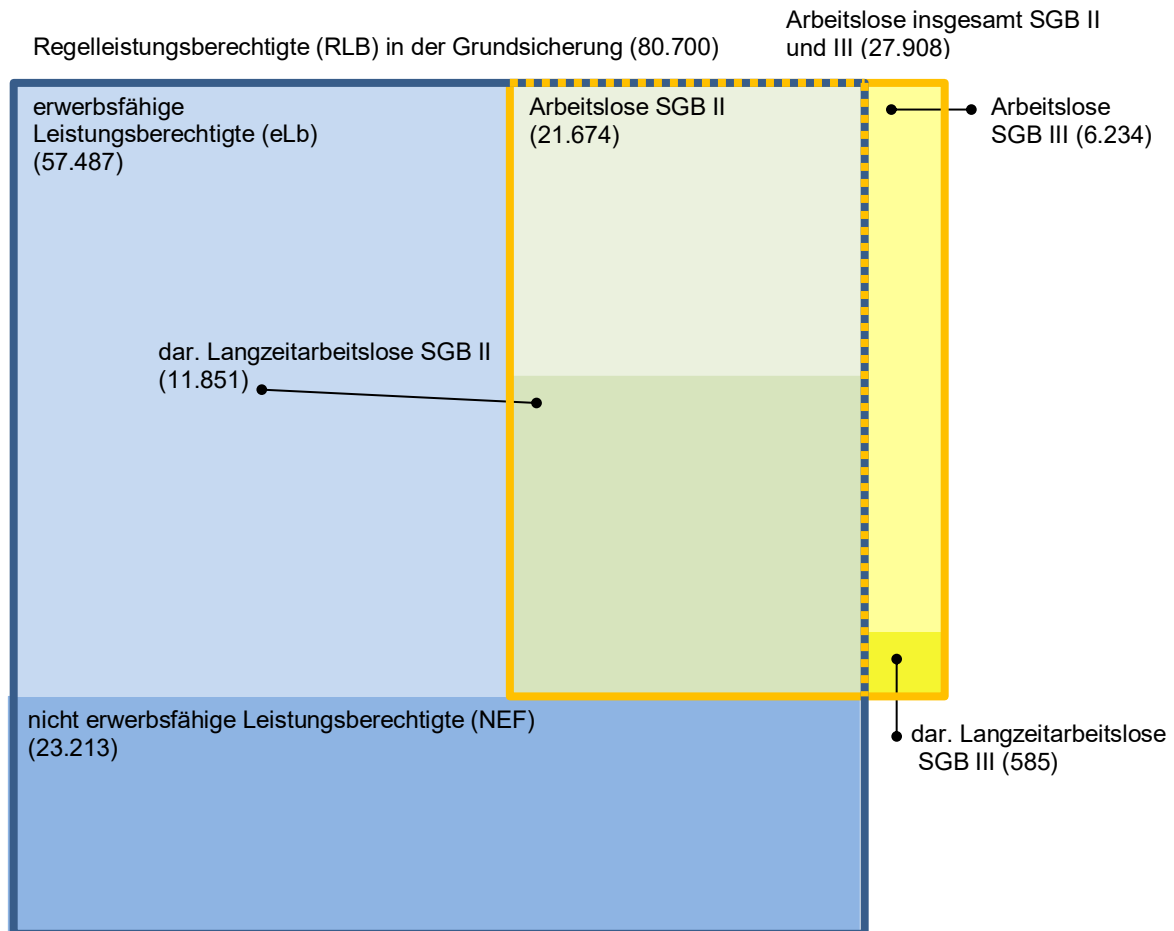 Regelleistungsberechtigte (RLB) in der Grundsicherung (80.700)
Arbeitslose insgesamt SGB II
und III (27.908)
erwerbsfähige
Leistungsberechtigte (eLb)
(57.487)
Arbeitslose SGB II
(21.674)
Arbeitslose
SGB III (6.234)
dar. Langzeitarbeitslose SGB II
(11.851)
nicht erwerbsfähige Leistungsberechtigte (NEF)
(23.213)
dar. Langzeitarbeitslose
SGB III (585)